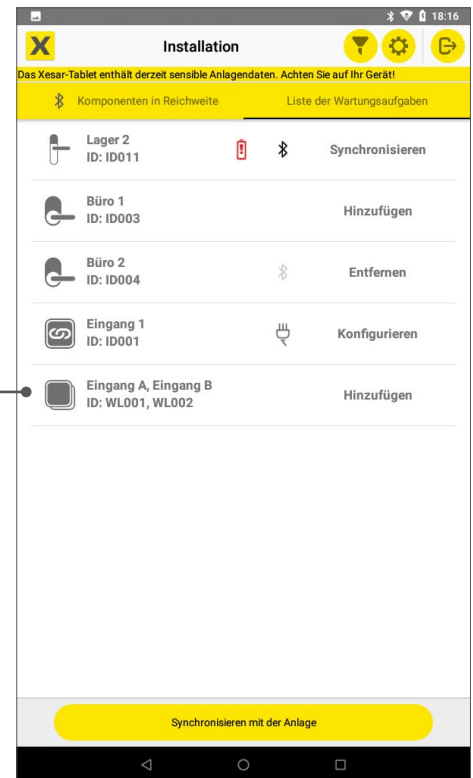 18:16
X
Installation
Das Xesar-Tablet enthält derzeit sensible Anlagendaten. Achten Sie auf Ihr Gerät!
Komponenten in Reichweite
Liste der Wartungsaufgaben
Lager 2
ID: ID011
Synchronisieren
Büro 1
ID: ID003
Hinzufügen
Büro 2
ID: ID004
Entfernen
Eingang 1
ID: ID001
Konfigurieren
Eingang A, Eingang B
ID: WL001, WL002
Hinzufügen
Synchronisieren mit der Anlage